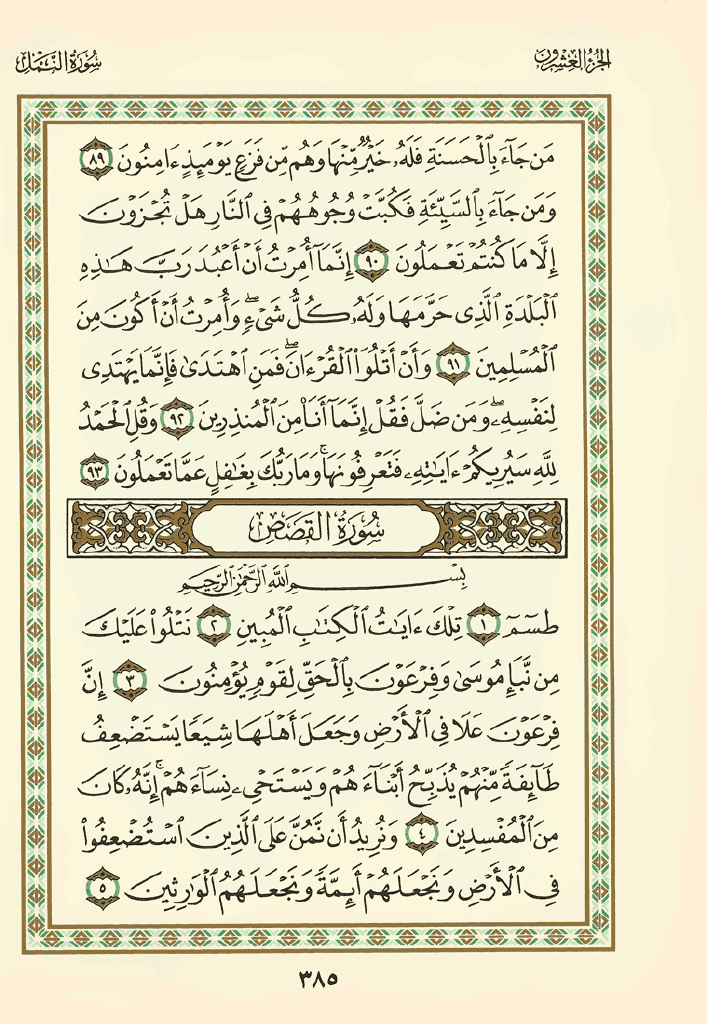 الجزء العشرون
سورة النمل
مَن جَآءَ بِٱلْحَسَنَةِ فَلَهُۥ خَيْرٌ مِّنْهَا وَهُم مِّن فَزَعٍ يَوْمَئِذٍ ءَامِنُونَ ٨٩
وَمَن جَآءَ بِٱلسَّيِّئَةِ فَكُبَّتْ وُجُوهُهُمْ فِى ٱلنَّارِ هَلْ تُجْزَوْنَ
إِلَّا مَا كُنتُمْ تَعْمَلُونَ ٩٠ إِنَّمَآ أُمِرْتُ أَنْ أَعْبُدَ رَبَّ هَٰذِهِ
ٱلْبَلْدَةِ ٱلَّذِى حَرَّمَهَا وَلَهُۥ كُلُّ شَىْءٍۖ وَأُمِرْتُ أَنْ أَكُونَ مِنَ
ٱلْمُسْلِمِينَ ٩١ وَأَنْ أَتْلُوَا۟ ٱلْقُرْءَانَۖ فَمَنِ ٱهْتَدَىٰ فَإِنَّمَا يَهْتَدِى
لِنَفْسِهِۦۖ وَمَن ضَلَّ فَقُلْ إِنَّمَآ أَنَا۠ مِنَ ٱلْمُنذِرِينَ ٩٢ وَقُلِ ٱلْحَمْدُ
لِلَّهِ سَيُرِيكُمْ ءَايَٰتِهِۦ فَتَعْرِفُونَهَاۚ وَمَا رَبُّكَ بِغَٰفِلٍ عَمَّا تَعْمَلُونَ ٩٣
سُورَةُ القَصَصِ
بِسْمِ ٱللَّهِ ٱلرَّحْمَٰنِ ٱلرَّحِيمِ
طسٓمٓ ١ تِلْكَ ءَايَٰتُ ٱلْكِتَٰبِ ٱلْمُبِينِ ٢ نَتْلُوا۟ عَلَيْكَ
مِن نَّبَإِ مُوسَىٰ وَفِرْعَوْنَ بِٱلْحَقِّ لِقَوْمٍ يُؤْمِنُونَ ٣ إِنَّ
فِرْعَوْنَ عَلَا فِى ٱلْأَرْضِ وَجَعَلَ أَهْلَهَا شِيَعًا يَسْتَضْعِفُ
طَآئِفَةً مِّنْهُمْ يُذَبِّحُ أَبْنَآءَهُمْ وَيَسْتَحْىِۦ نِسَآءَهُمْۚ إِنَّهُۥ كَانَ
مِنَ ٱلْمُفْسِدِينَ ٤ وَنُرِيدُ أَن نَّمُنَّ عَلَى ٱلَّذِينَ ٱسْتُضْعِفُوا۟
فِى ٱلْأَرْضِ وَنَجْعَلَهُمْ أَئِمَّةً وَنَجْعَلَهُمُ ٱلْوَٰرِثِينَ ٥
٣٨٥